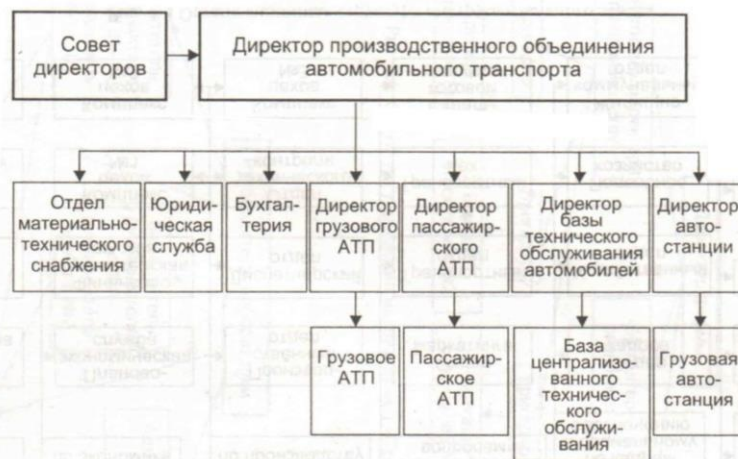 Совет
директоров
Директор производственного объединения
автомобильного транспорта
Отдел
материально-
технического
снабжения
Юриди-
ческая
служба
Бухгал-
терия
Директор
грузового
АТП
Директор
пассажир-
ского
АТП
Директор
базы
технического
обслуживания
автомобилей
Директор
авто-
станции
Грузовое
АТП
Пассажир-
ское
АТП
База
централизо-
ванного
техничес-
кого
обслужи-
вания
Грузовая
авто-
станция